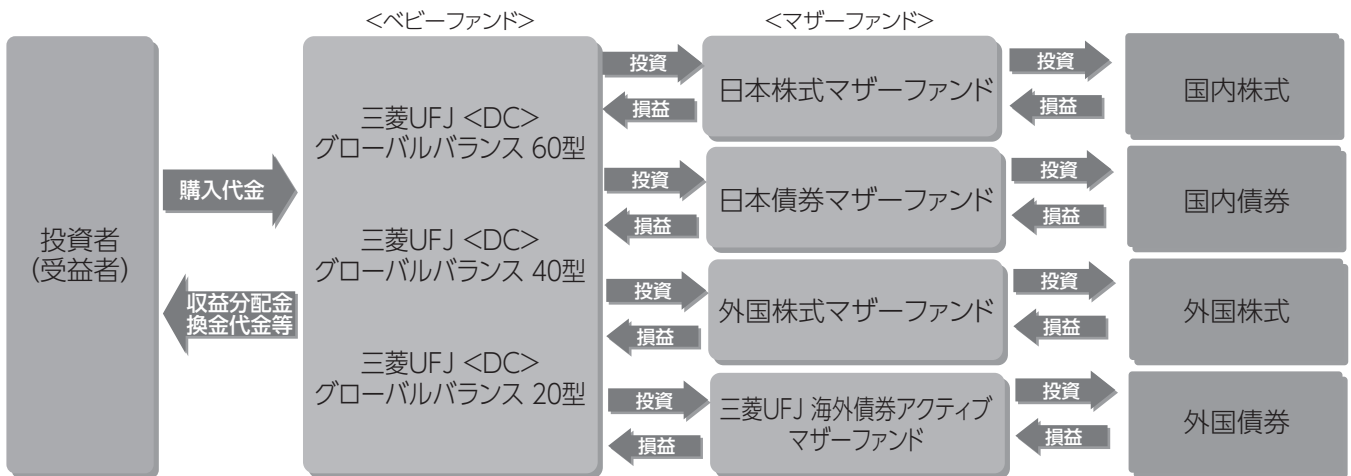 <ベビーファンド>
<マザーファンド>
投資者
(受益者)
購入代金
収益分配金
換金代金等
三菱UFJ <DC>
グローバルバランス 60型
三菱UFJ <DC>
グローバルバランス 40型
三菱UFJ <DC>
グローバルバランス 20型
投資
損益
日本株式マザーファンド
投資
損益
国内株式
投資
損益
日本債券マザーファンド
投資
損益
国内債券
投資
損益
外国株式マザーファンド
投資
損益
外国株式
投資
損益
三菱UFJ 海外債券アクティブ
マザーファンド
投資
損益
外国債券